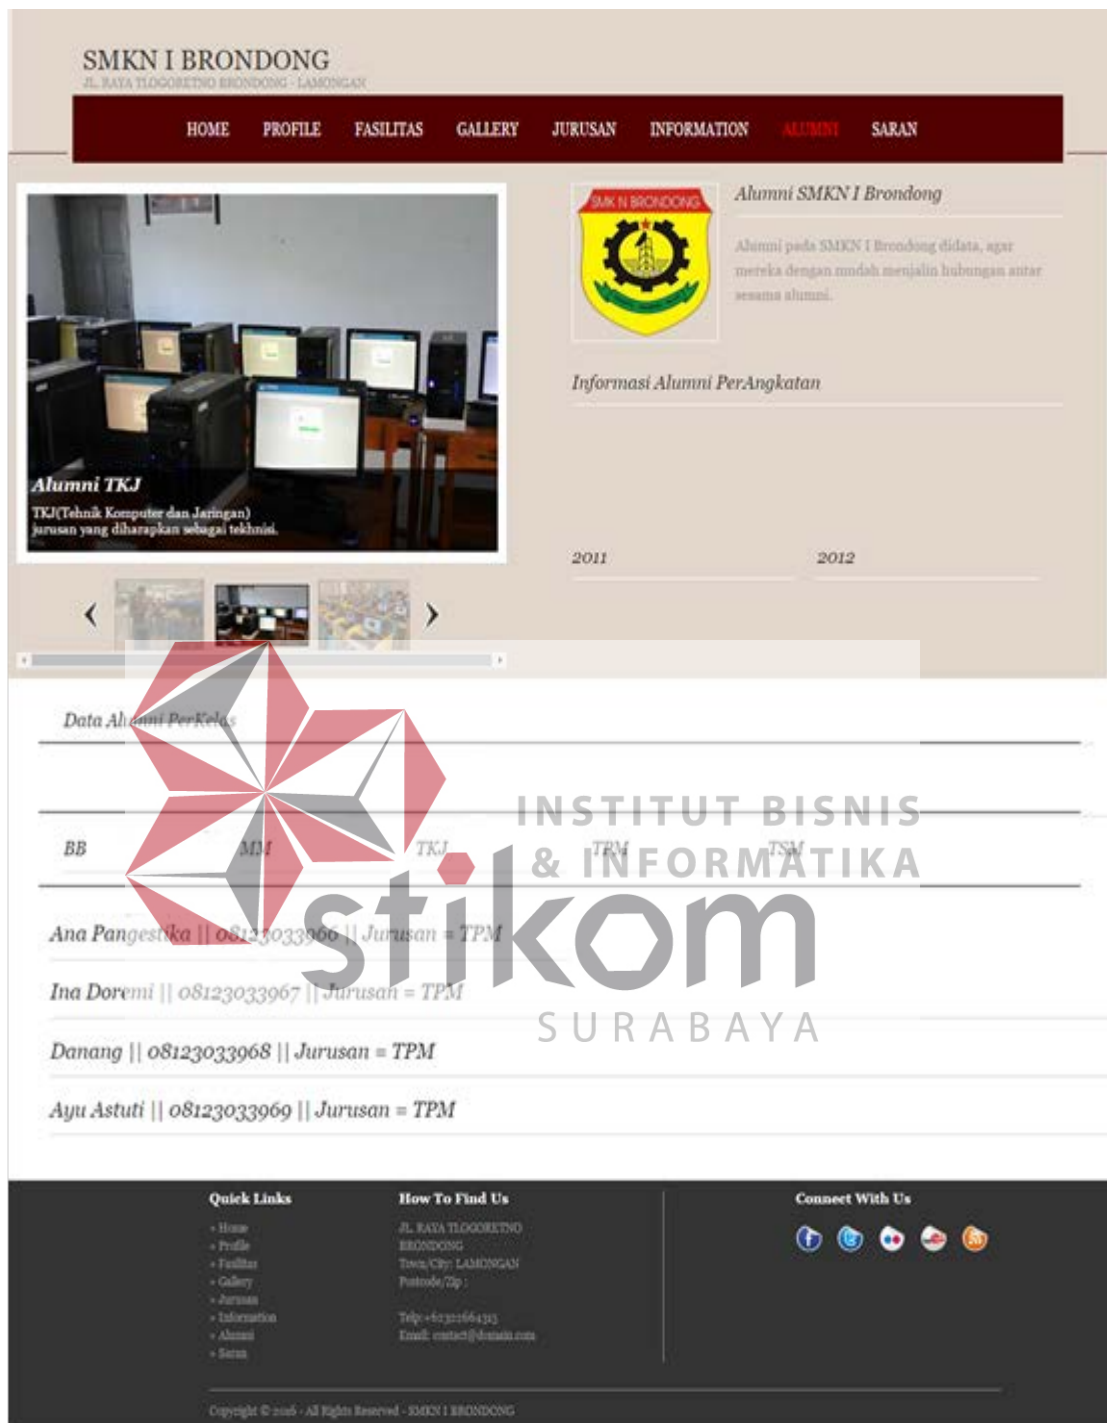 SMKN I BRONDONG
JL. RAYA TLOGORETNO BRONDONG - LAMONGAN
HOME PROFILE FASILITAS GALLERY JURUSAN INFORMATION ALUMNI SARAN
Alumni TKJ
TKJ(Tehnik Komputer dan Jaringan)
jurusan yang diharapkan sebagai tekhnisi.
SMK N BRONDONG
Alumni SMKN I Brondong
Alumni pada SMKN I Brondong didata, agar
mereka dengan mudah menjalin hubungan antar
sesama alumni.
Informasi Alumni PerAngkatan
2011 2012
Data Alumni PerKelas
BB MM TKJ TPM TSM
Ana Pangestika || 08123033966 || Jurusan = TPM
Ina Doremi || 08123033967 || Jurusan = TPM
Danang || 08123033968 || Jurusan = TPM
Ayu Astuti || 08123033969 || Jurusan = TPM
INSTITUT BISNIS
& INFORMATIKA
stikom
SURABAYA
Quick Links
» Home
» Profile
» Fasilitas
» Gallery
» Jurusan
» Information
» Alumni
» Saran
How To Find Us
JL. RAYA TLOGORETNO
BRONDONG
Town/City: LAMONGAN
Postcode/Zip :
Telp:+62322664313
Email: contact@domain.com
Connect With Us
Copyright © 2016 - All Rights Reserved - SMKN I BRONDONG